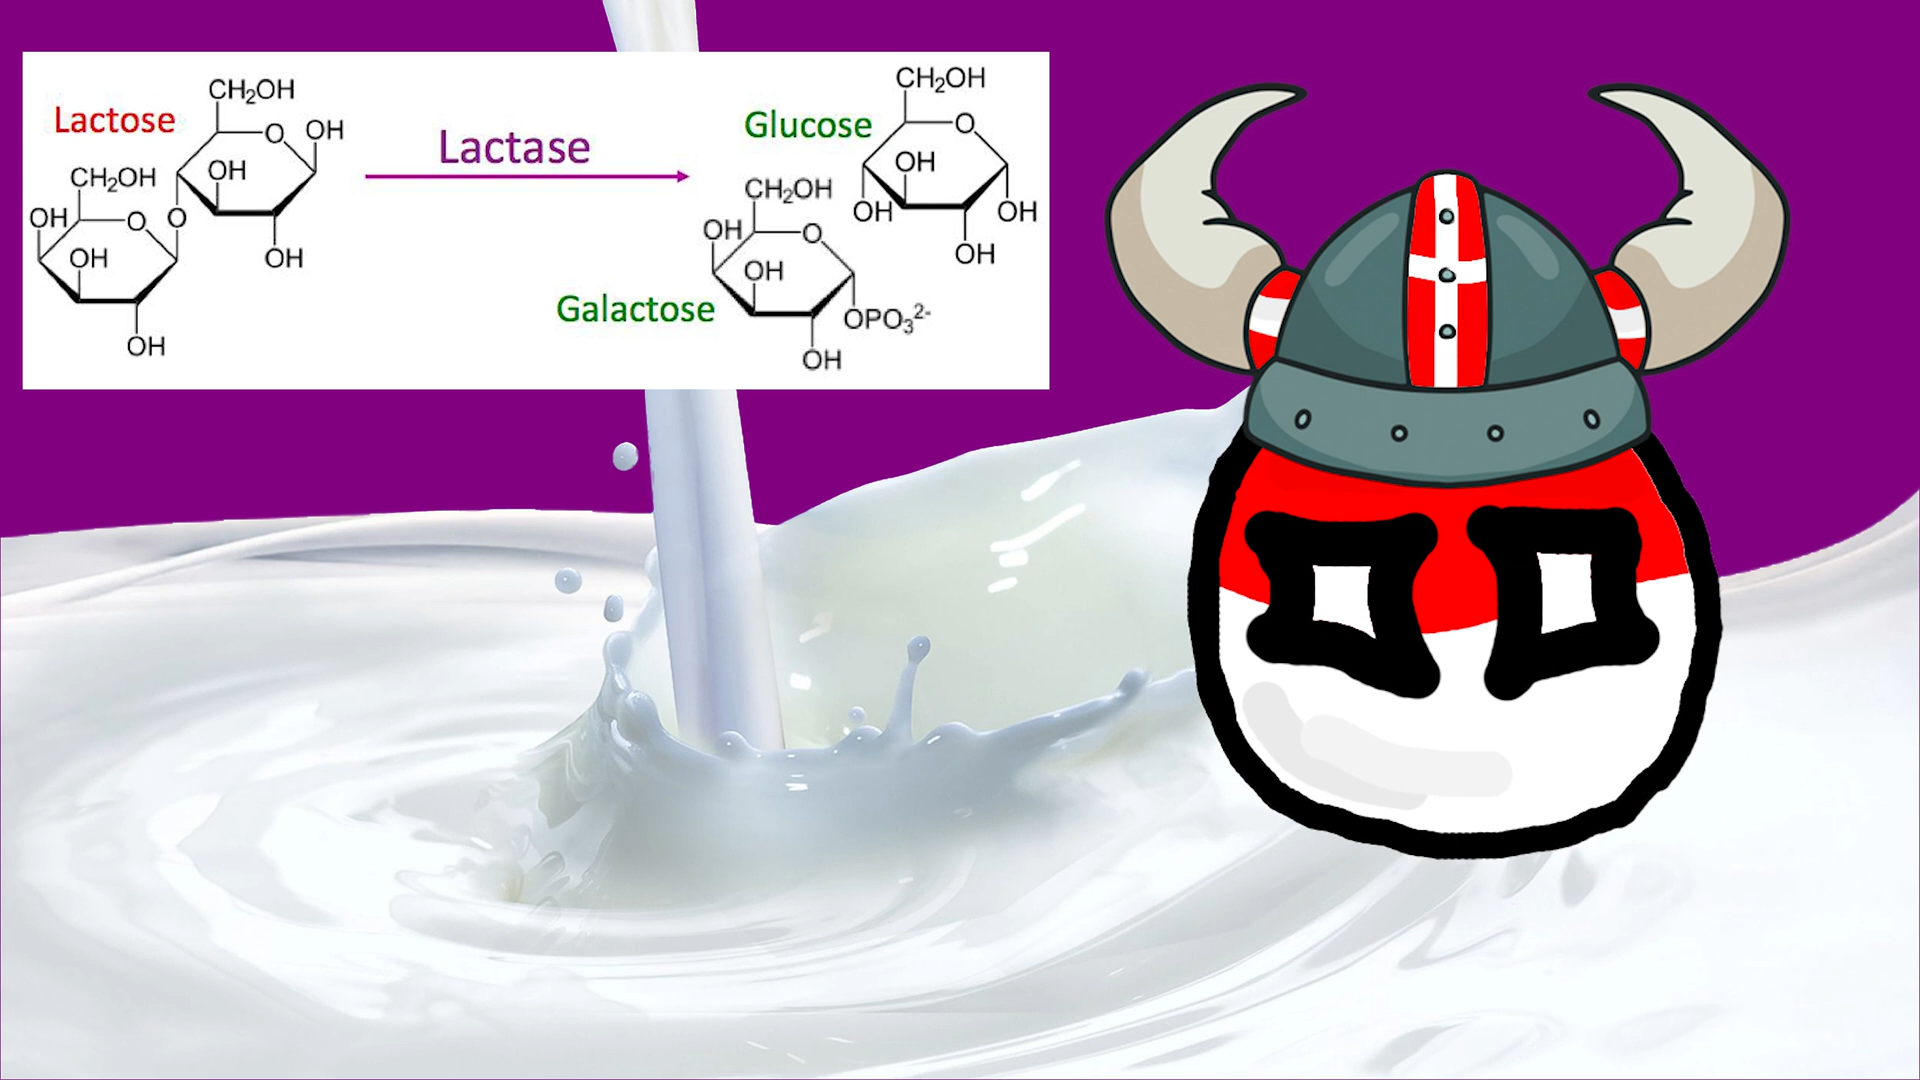 Lactose
CH₂OH
O
OH
OH
OH
O
CH₂OH
OH
O
OH
OH
Lactase
Glucose
CH₂OH
O
OH
OH
OH
OH
Galactose
CH₂OH
OH
O
OH
OPO₃²⁻
OH